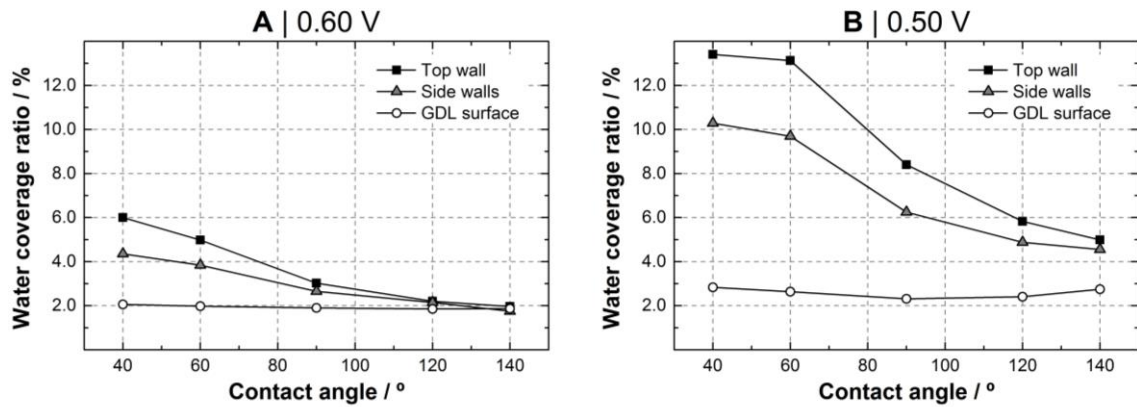 A | 0.60 V
Water coverage ratio / %
12.0
10.0
8.0
6.0
4.0
2.0
Top wall
Side walls
GDL surface
40
60
80
100
120
140
Contact angle / º
B | 0.50 V
Water coverage ratio / %
12.0
10.0
8.0
6.0
4.0
2.0
Top wall
Side walls
GDL surface
40
60
80
100
120
140
Contact angle / º